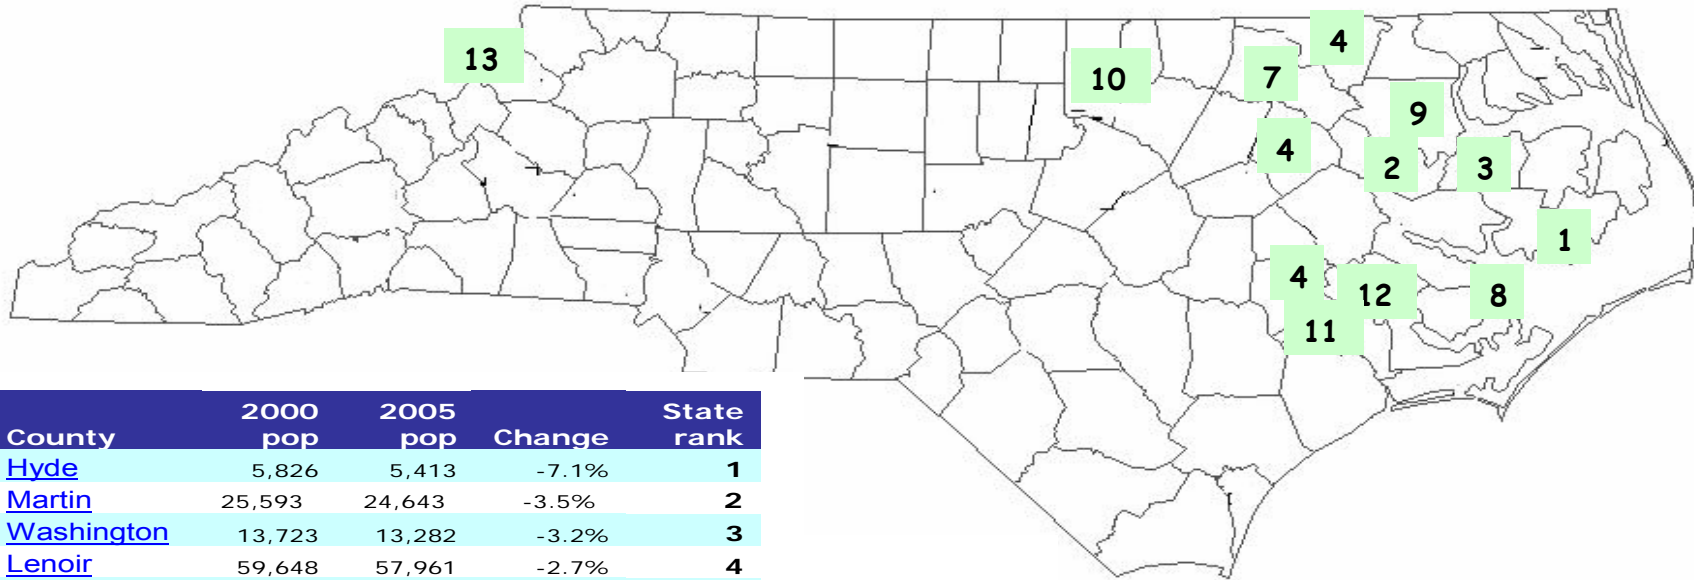 4
13
7
10
9
4
2
3
1
4
12
8
11
2000 2005 State
County pop pop Change rank
Hyde 5,826 5,413 -7.1% 1
Martin 25,593 24,643 -3.5% 2
Washington 13,723 13,282 -3.2% 3
Lenoir 59,648 57,961 -2.7% 4